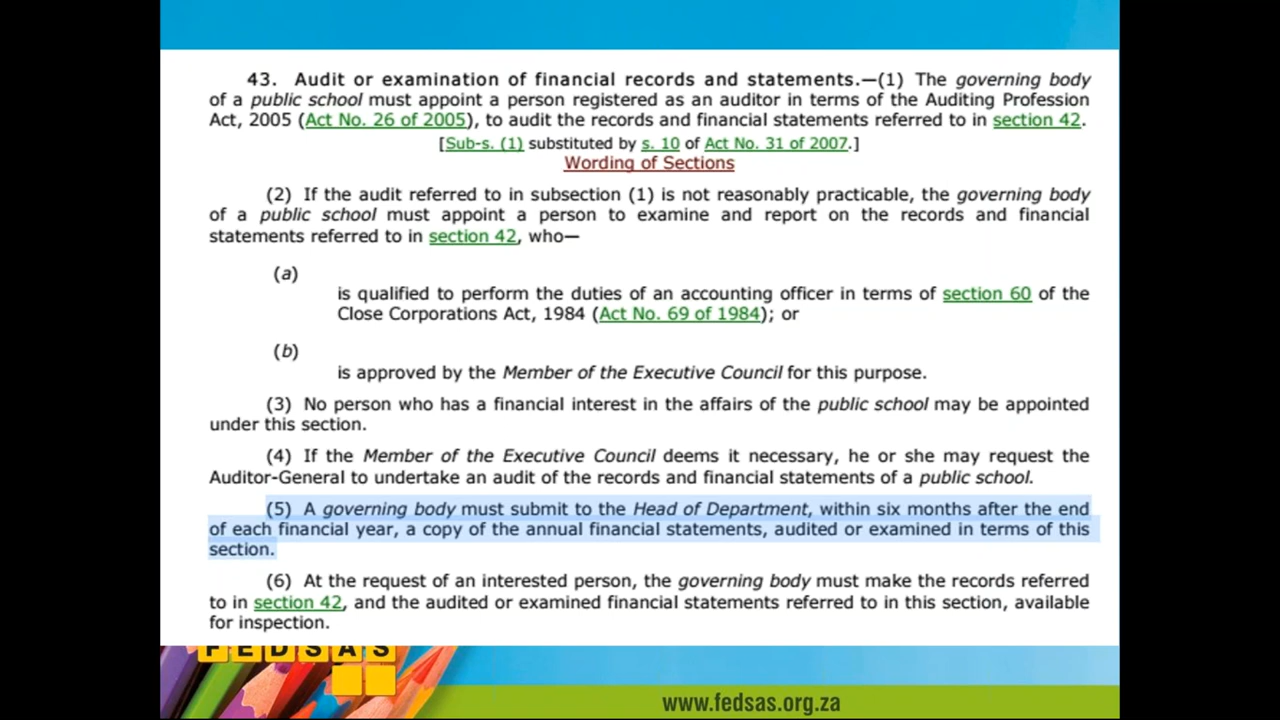 43. Audit or examination of financial records and statements.—(1) The governing body
of a public school must appoint a person registered as an auditor in terms of the Auditing Profession
Act, 2005 (Act No. 26 of 2005), to audit the records and financial statements referred to in section 42.
[Sub-s. (1) substituted by s. 10 of Act No. 31 of 2007.]
Wording of Sections
(2) If the audit referred to in subsection (1) is not reasonably practicable, the governing body
of a public school must appoint a person to examine and report on the records and financial
statements referred to in section 42, who—
(a)
is qualified to perform the duties of an accounting officer in terms of section 60 of the
Close Corporations Act, 1984 (Act No. 69 of 1984); or
(b)
is approved by the Member of the Executive Council for this purpose.
(3) No person who has a financial interest in the affairs of the public school may be appointed
under this section.
(4) If the Member of the Executive Council deems it necessary, he or she may request the
Auditor-General to undertake an audit of the records and financial statements of a public school.
(5) A governing body must submit to the Head of Department, within six months after the end
of each financial year, a copy of the annual financial statements, audited or examined in terms of this
section.
(6) At the request of an interested person, the governing body must make the records referred
to in section 42, and the audited or examined financial statements referred to in this section, available
for inspection.
FEDSAS
www.fedsas.org.za